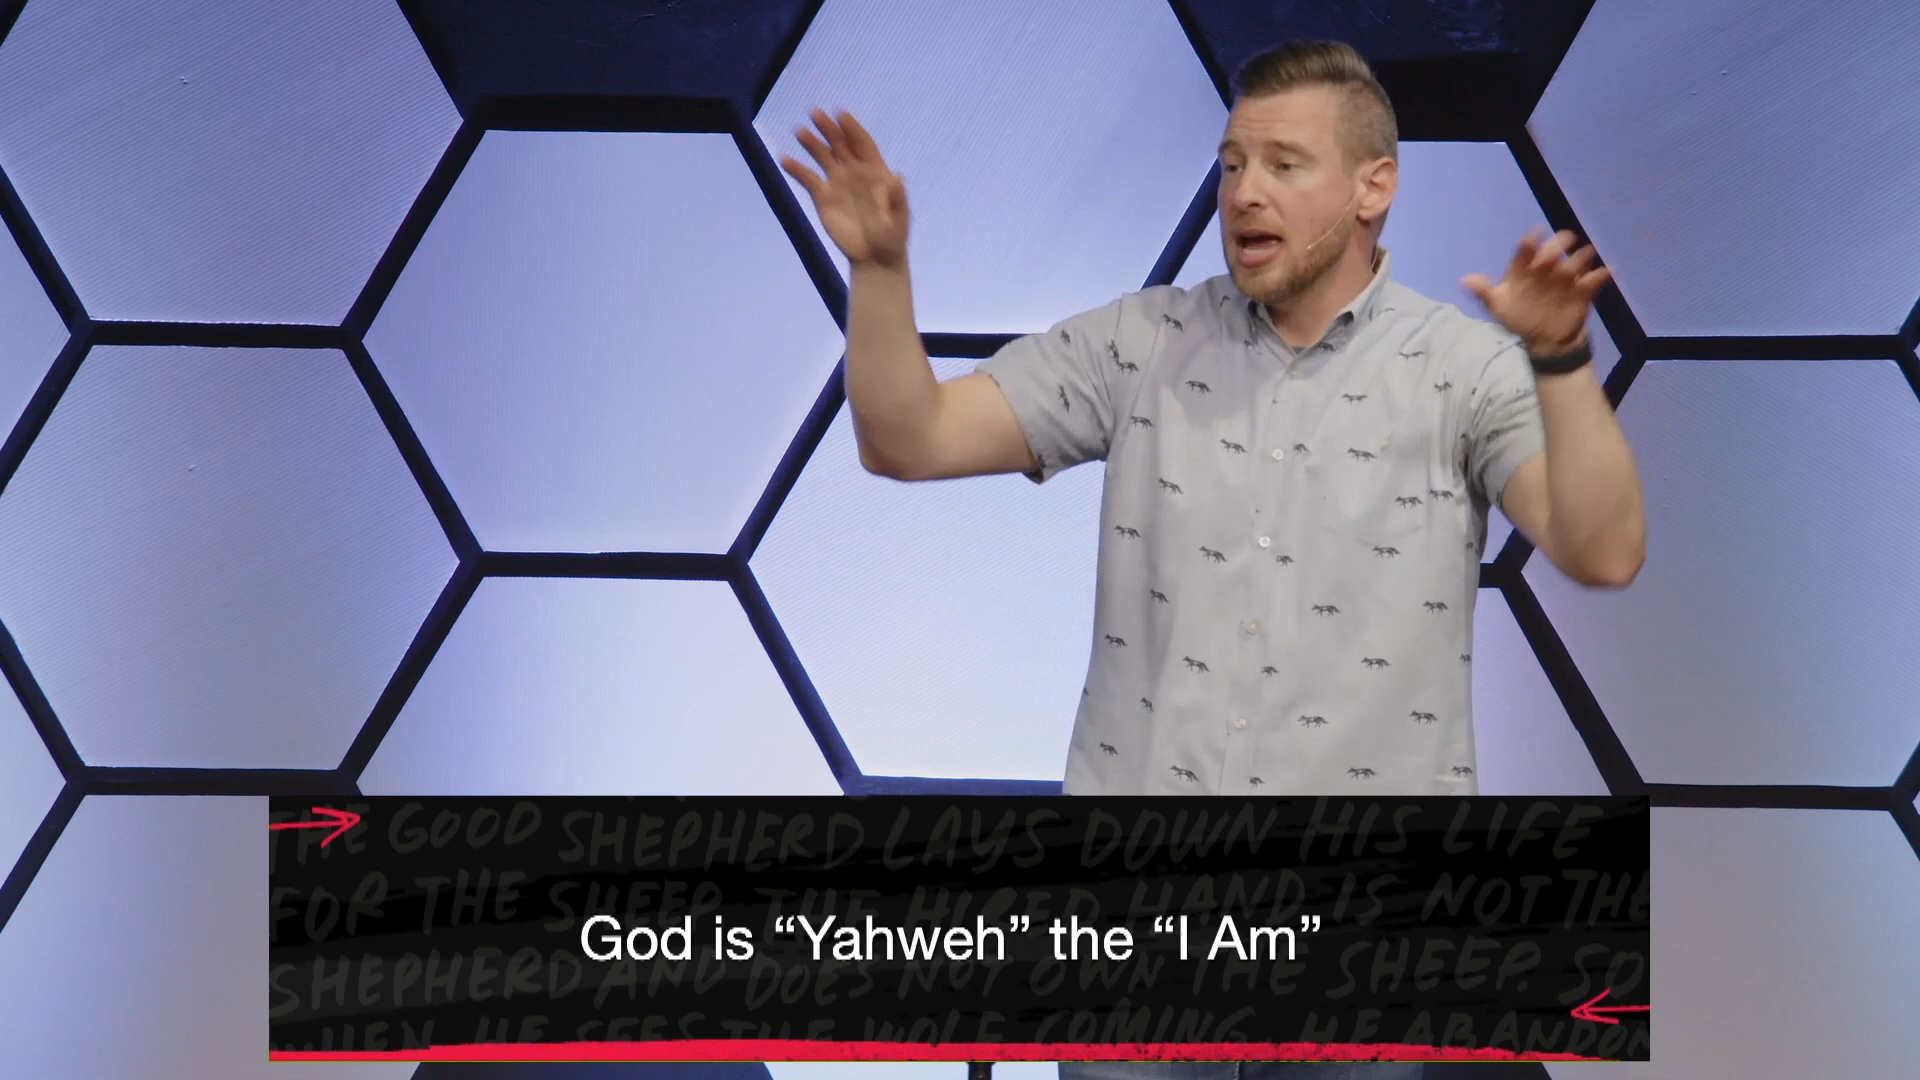 THE GOOD SHEPHERD LAYS DOWN HIS LIFE
FOR THE SHEEP. THE HIRED HAND IS NOT THE
God is “Yahweh” the “I Am”
SHEPHERD AND DOES NOT OWN THE SHEEP. SO
WHEN HE SEES THE WOLF COMING, HE ABANDON